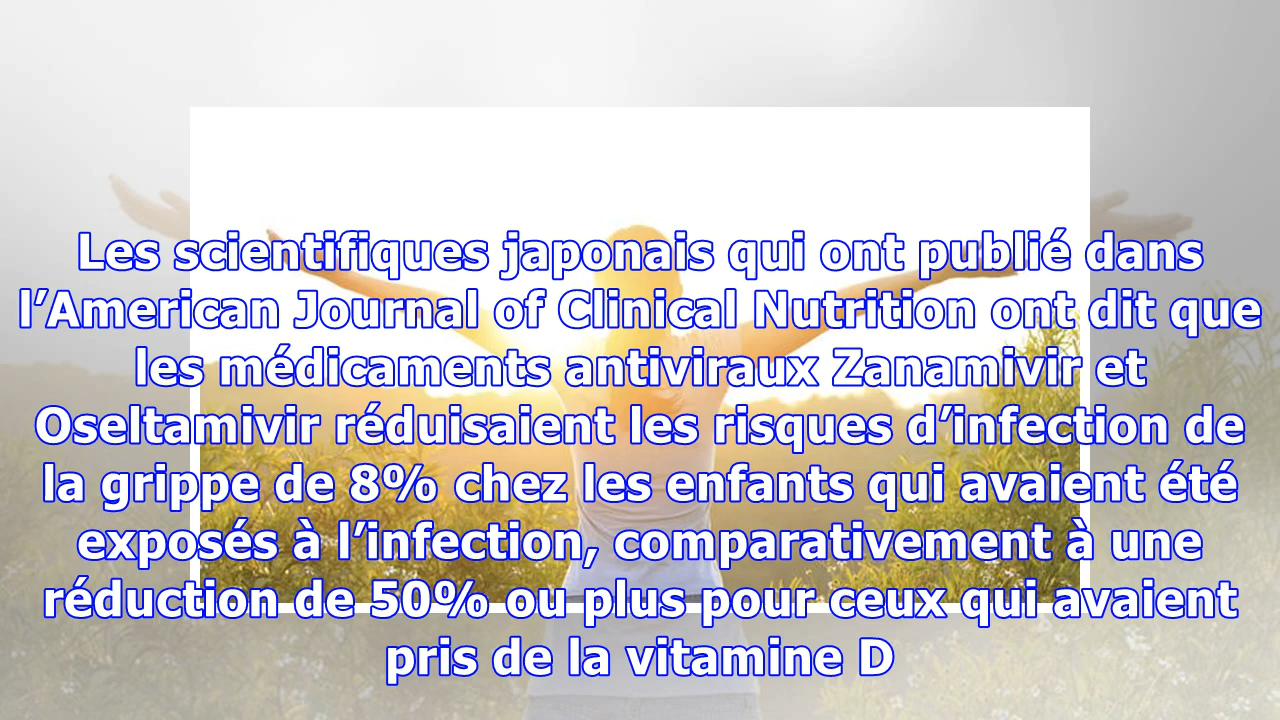 Les scientifiques japonais qui ont publié dans
l’American Journal of Clinical Nutrition ont dit que
les médicaments antiviraux Zanamivir et
Oseltamivir réduisaient les risques d’infection de
la grippe de 8% chez les enfants qui avaient été
exposés à l’infection, comparativement à une
réduction de 50% ou plus pour ceux qui avaient
pris de la vitamine D